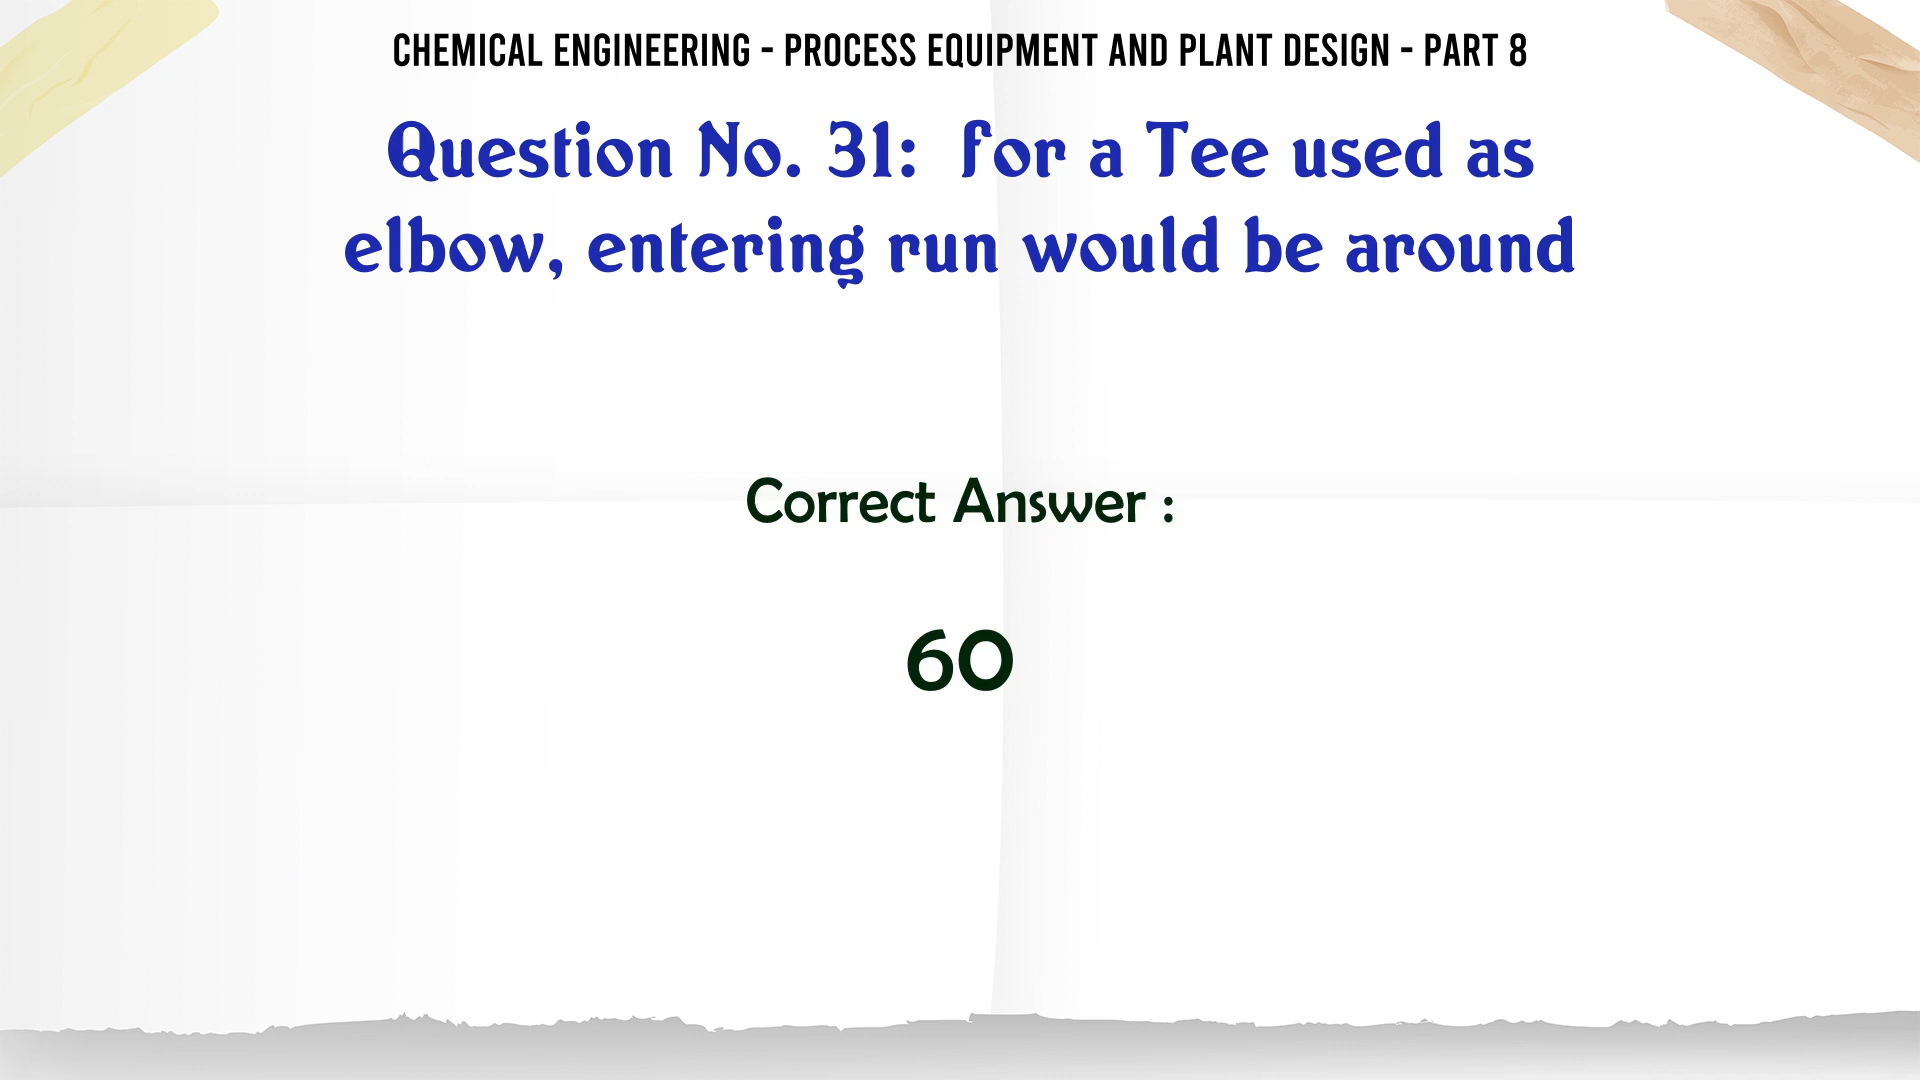 CHEMICAL ENGINEERING - PROCESS EQUIPMENT AND PLANT DESIGN - PART 8
Question No. 31: for a Tee used as
elbow, entering run would be around
Correct Answer :
60